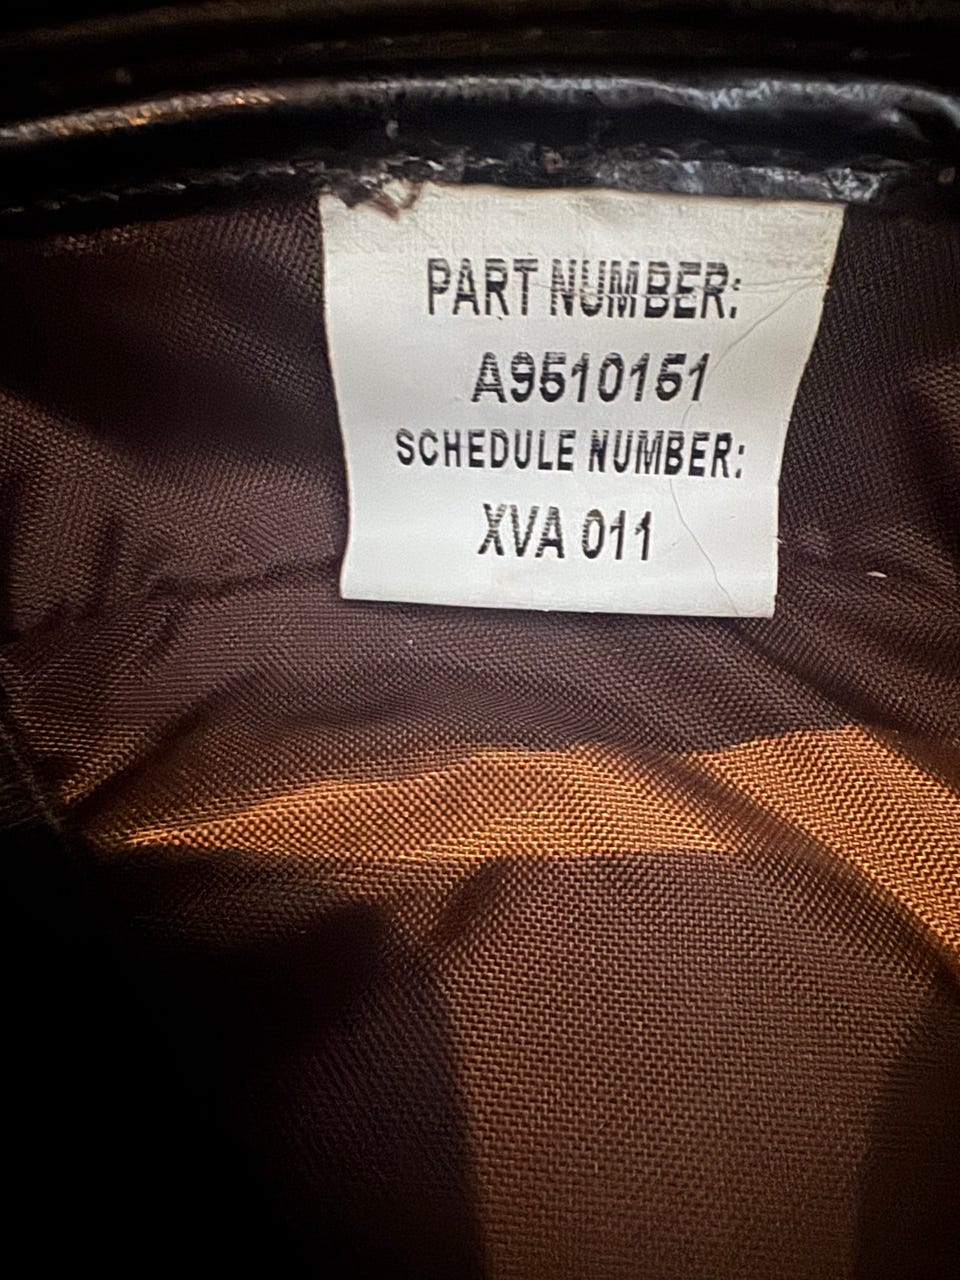 PART NUMBER:
A9510151
SCHEDULE NUMBER:
XVA 011